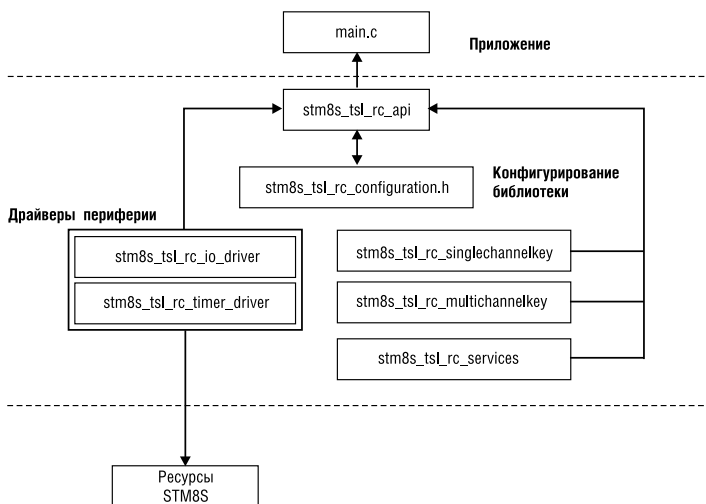 main.c
Приложение
stm8s_tsl_rc_api
stm8s_tsl_rc_configuration.h
Конфигурирование
библиотеки
Драйверы периферии
stm8s_tsl_rc_io_driver
stm8s_tsl_rc_singlechannelkey
stm8s_tsl_rc_timer_driver
stm8s_tsl_rc_multichannelkey
stm8s_tsl_rc_services
Ресурсы
STM8S